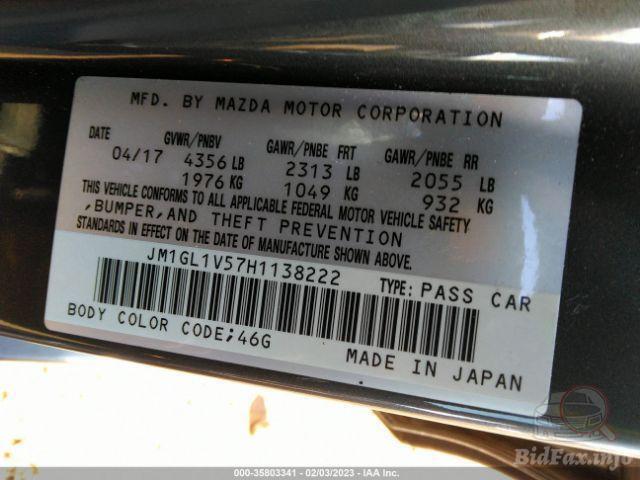 MFD. BY MAZDA MOTOR CORPORATION
DATE GVWR/PNBV GAWR/PNBE FRT GAWR/PNBE RR
04/17 4356 LB 2313 LB 2055 LB
1976 KG 1049 KG 932 KG
THIS VEHICLE CONFORMS TO ALL APPLICABLE FEDERAL MOTOR VEHICLE SAFETY
,BUMPER,AND THEFT PREVENTION
STANDARDS IN EFFECT ON THE DATE OF MANUFACTURE SHOWN ABOVE.
JM1GL1V57H1138222 TYPE: PASS CAR
BODY COLOR CODE;46G
MADE IN JAPAN
BidFax.info
000-35803341 - 02/03/2023 - IAA Inc.